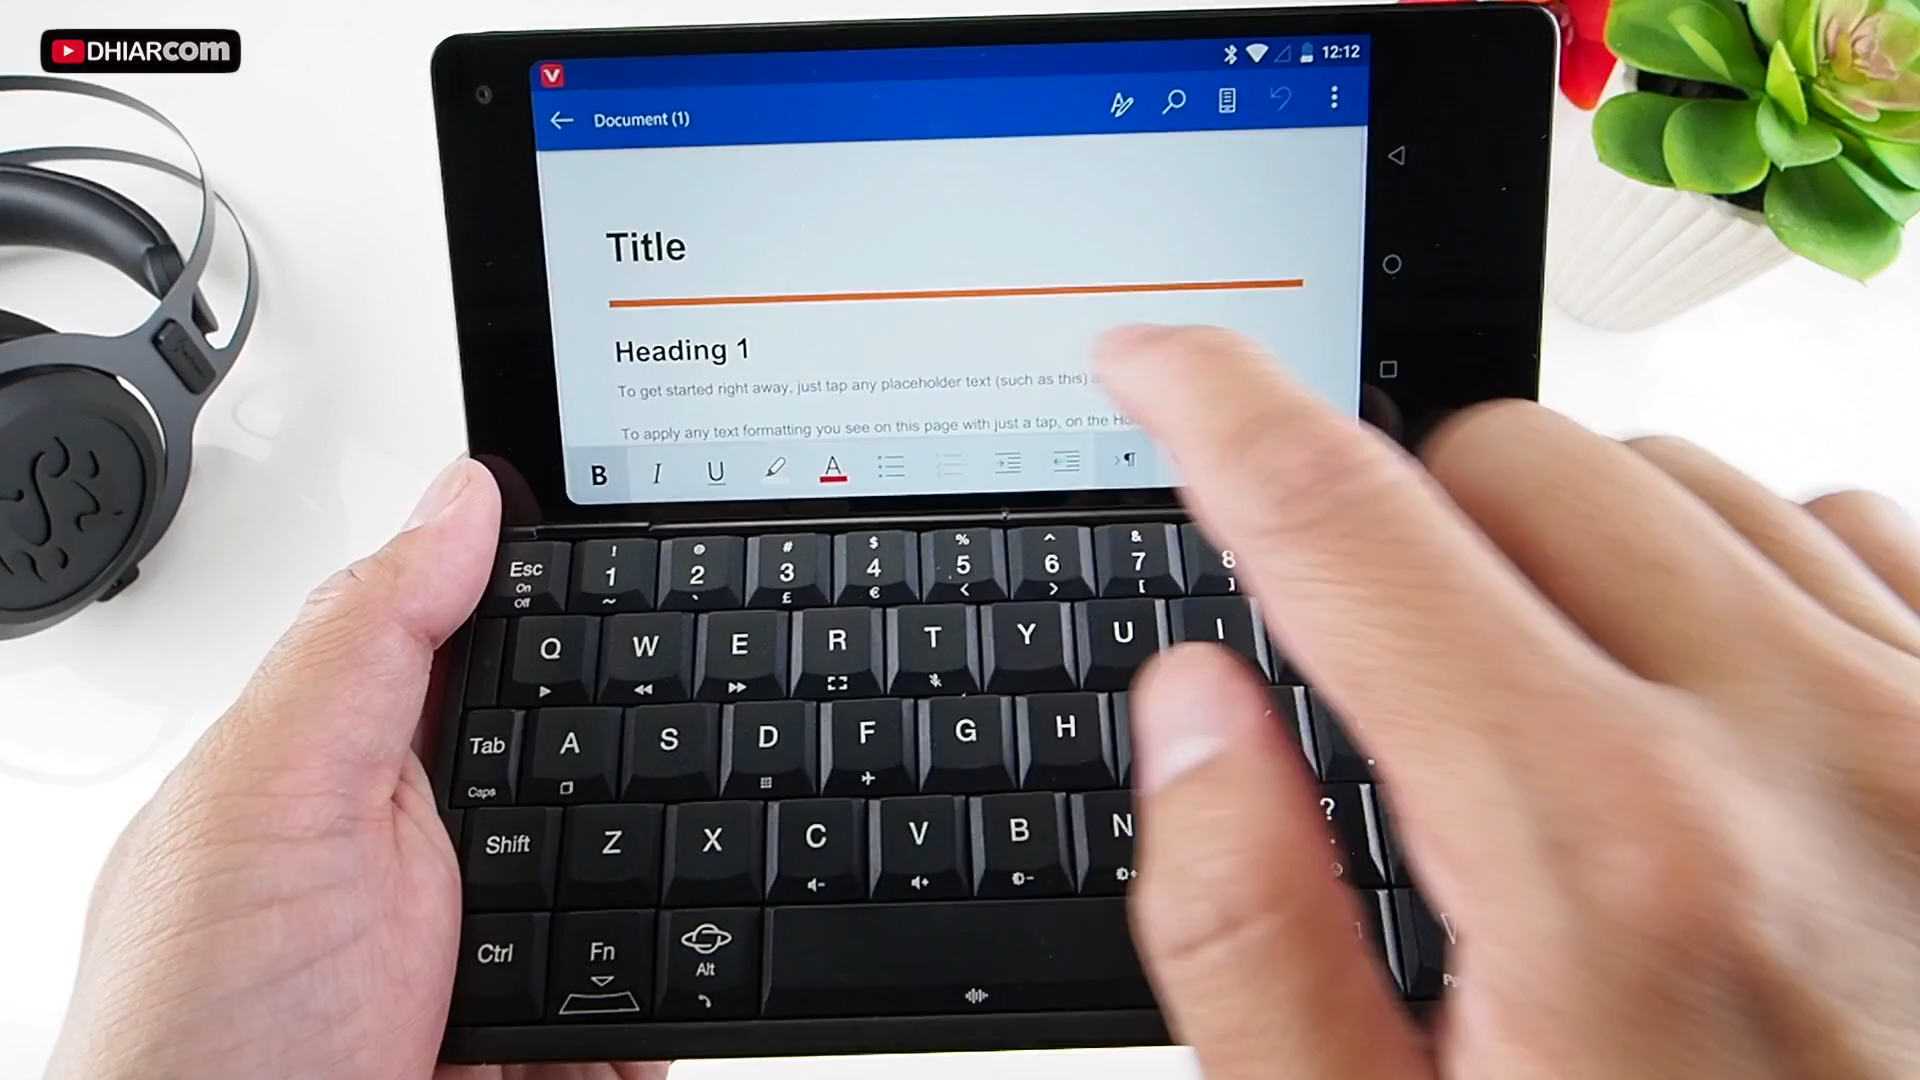 DHIARCOM
V
12:12
Document (1)
Title
Heading 1
To get started right away, just tap any placeholder text (such as this)
To apply any text formatting you see on this page with just a tap, on the
B I U A
! @ # $ % ^ &
Esc 1 2 3 4 5 6 7 8
On
Off ~ ` £ € < > [ ]
Q W E R T Y U I
Tab A S D F G H
Caps
Shift Z X C V B N ?
Ctrl Fn Alt